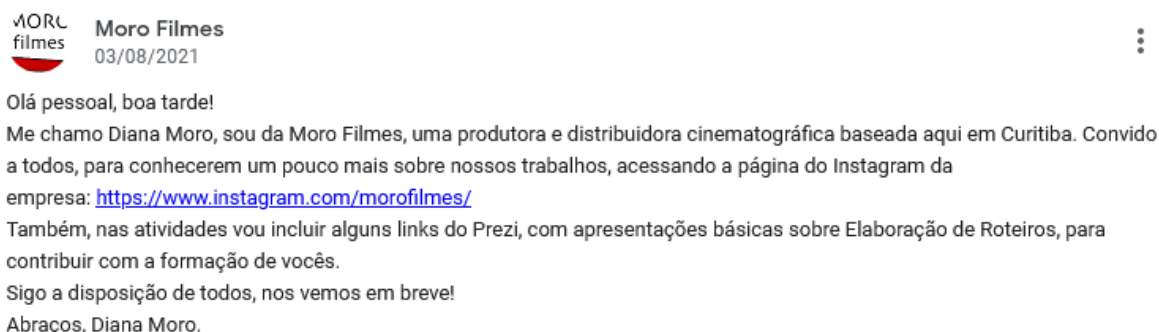 MORO
filmes
Moro Filmes
03/08/2021
Olá pessoal, boa tarde!
Me chamo Diana Moro, sou da Moro Filmes, uma produtora e distribuidora cinematográfica baseada aqui em Curitiba. Convido
a todos, para conhecerem um pouco mais sobre nossos trabalhos, acessando a página do Instagram da
empresa: https://www.instagram.com/morofilmes/
Também, nas atividades vou incluir alguns links do Prezi, com apresentações básicas sobre Elaboração de Roteiros, para
contribuir com a formação de vocês.
Sigo a disposição de todos, nos vemos em breve!
Abraços, Diana Moro.